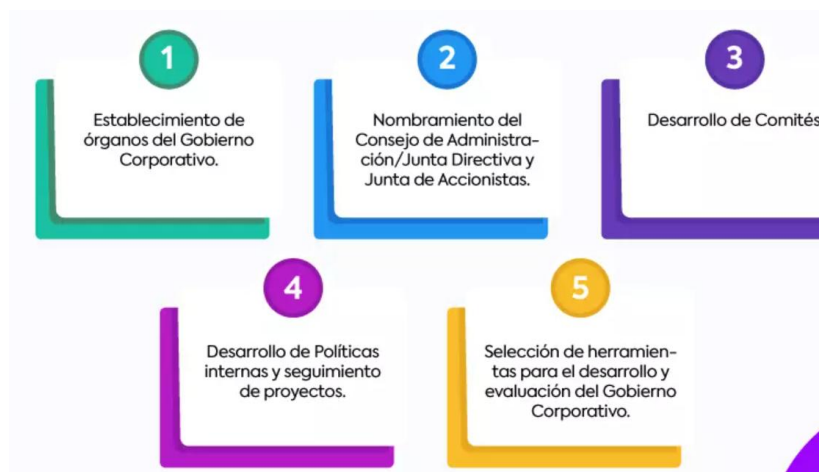 1
Establecimiento de
órganos del Gobierno
Corporativo.
2
Nombramiento del
Consejo de Administra-
ción/Junta Directiva y
Junta de Accionistas.
3
Desarrollo de Comités
4
Desarrollo de Políticas
internas y seguimiento
de proyectos.
5
Selección de herramien-
tas para el desarrollo y
evaluación del Gobierno
Corporativo.